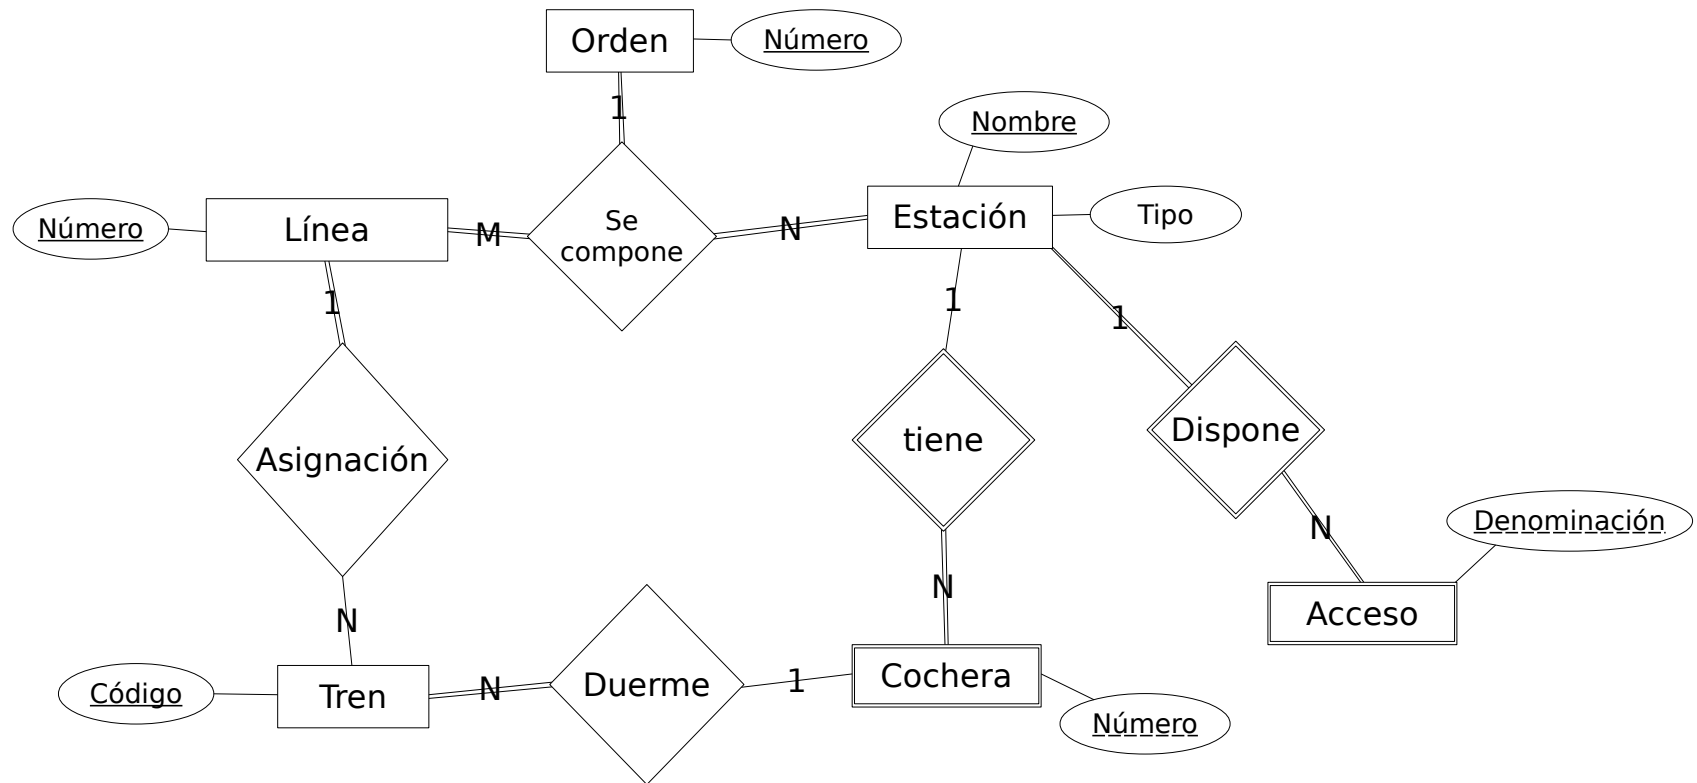 Orden
Número
1
Nombre
Número
Línea
M
Se
compone
N
Estación
Tipo
1
1
1
Asignación
tiene
Dispone
N
N
Denominación
N
Acceso
Código
Tren
N
Duerme
1
Cochera
Número